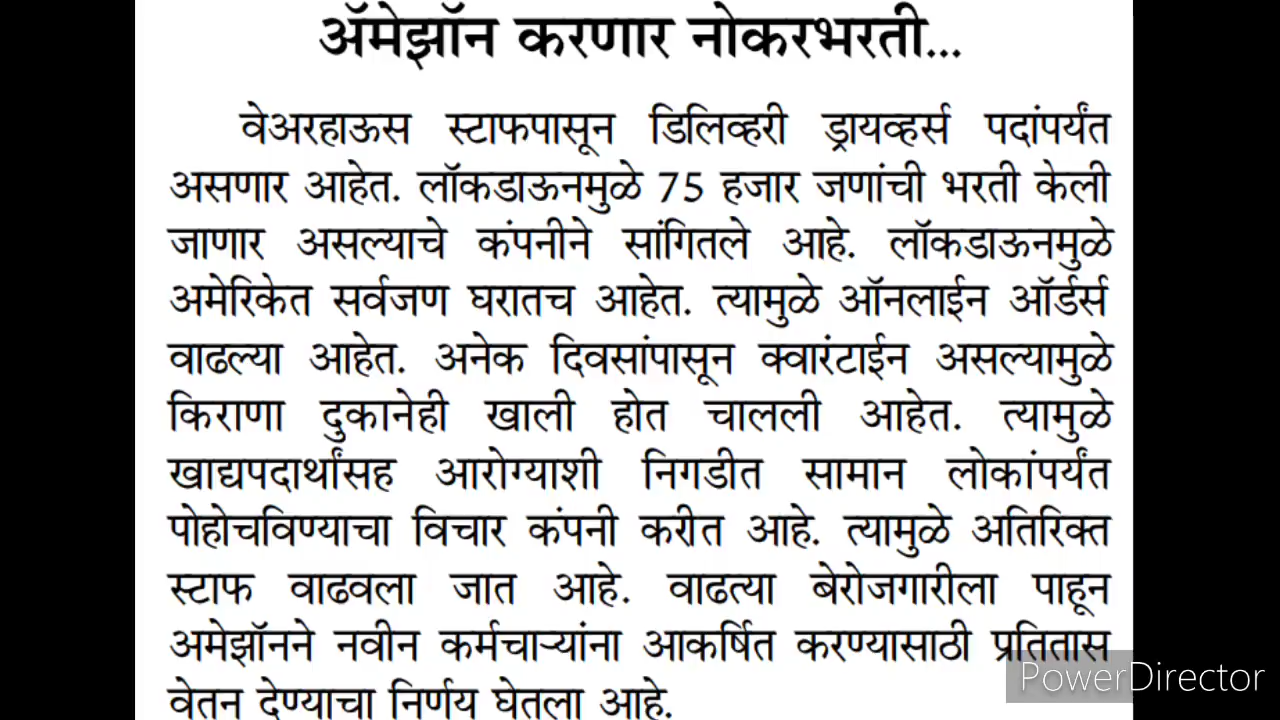 ॲमेझॉन करणार नोकरभरती...
वेअरहाऊस स्टाफपासून डिलिव्हरी ड्रायव्हर्स पदांपर्यंत
असणार आहेत. लॉकडाऊनमुळे 75 हजार जणांची भरती केली
जाणार असल्याचे कंपनीने सांगितले आहे. लॉकडाऊनमुळे
अमेरिकेत सर्वजण घरातच आहेत. त्यामुळे ऑनलाईन ऑर्डर्स
वाढल्या आहेत. अनेक दिवसांपासून क्वारंटाईन असल्यामुळे
किराणा दुकानेही खाली होत चालली आहेत. त्यामुळे
खाद्यपदार्थांसह आरोग्याशी निगडीत सामान लोकांपर्यंत
पोहोचविण्याचा विचार कंपनी करीत आहे. त्यामुळे अतिरिक्त
स्टाफ वाढवला जात आहे. वाढत्या बेरोजगारीला पाहून
अमेझॉनने नवीन कर्मचाऱ्यांना आकर्षित करण्यासाठी प्रतितास
वेतन देण्याचा निर्णय घेतला आहे.
PowerDirector